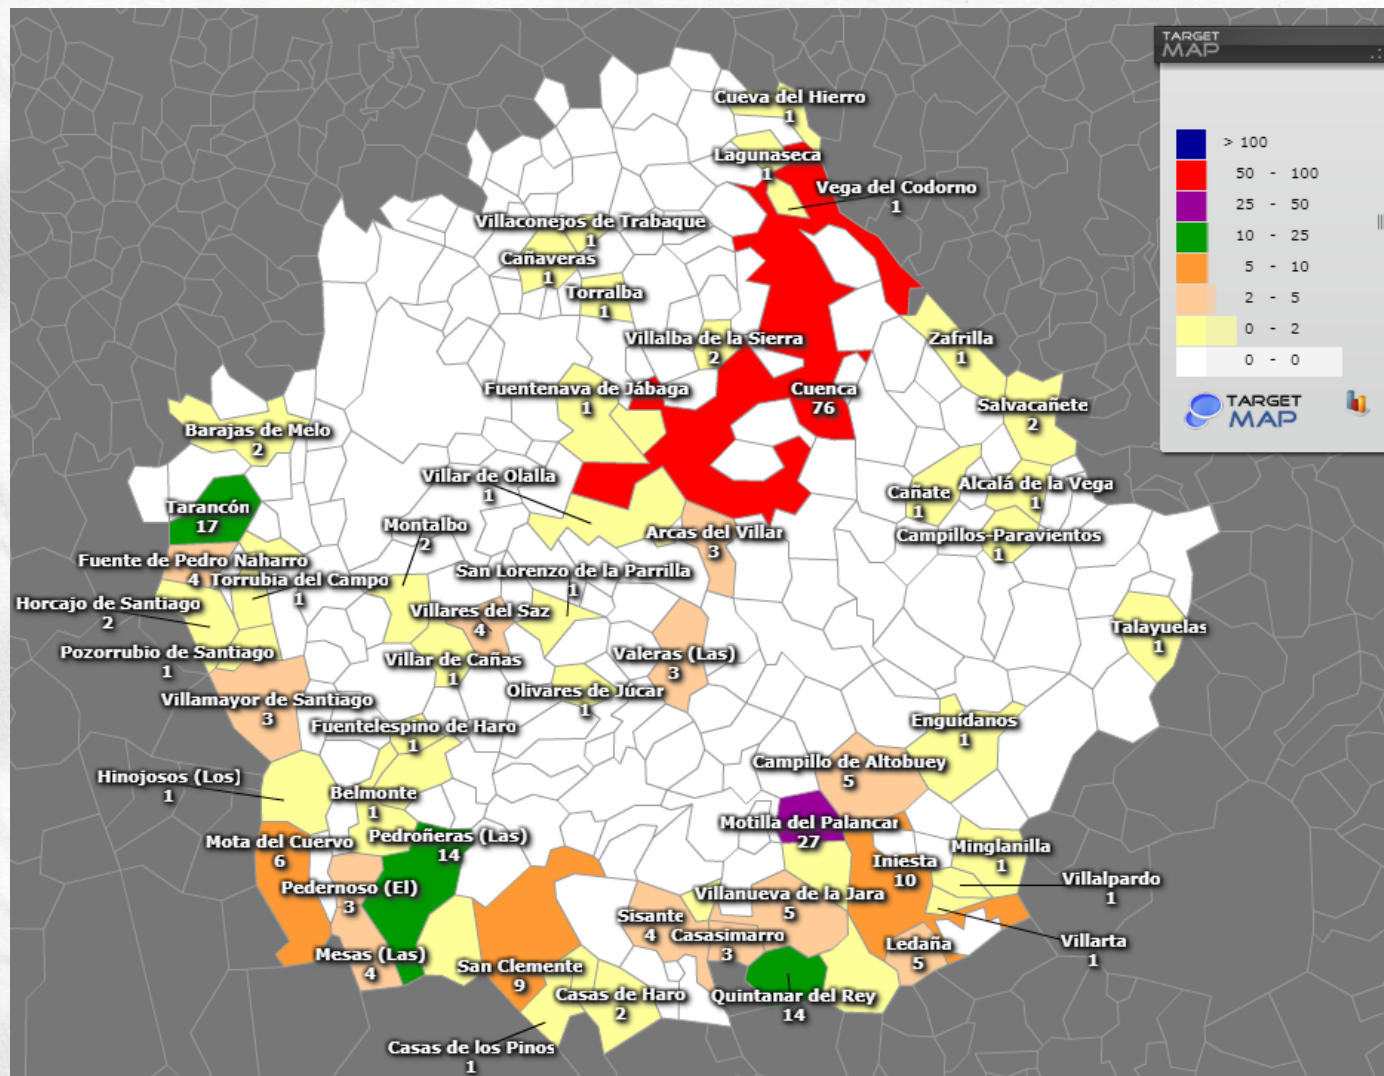 TARGET
MAP
> 100
50 - 100
25 - 50
10 - 25
5 - 10
2 - 5
0 - 2
0 - 0
TARGET
MAP
Cueva del Hierro
1
Lagunaseca
1
Vega del Codorno
1
Villaconejos de Trabaque
1
Cañaveras
1
Torralba
1
Villalba de la Sierra
2
Zafrilla
1
Fuentenava de Jábaga
1
Cuenca
76
Salvacañete
2
Barajas de Melo
2
Villar de Olalla
1
Cañate
1
Alcalá de la Vega
1
Tarancón
17
Montalbo
2
Arcas del Villar
3
Campillos-Paravientos
1
Fuente de Pedro Naharro
4
Torrubia del Campo
1
San Lorenzo de la Parrilla
1
Horcajo de Santiago
2
Villares del Saz
4
Talayuelas
1
Pozorrubio de Santiago
1
Villar de Cañas
1
Valeras (Las)
3
Villamayor de Santiago
3
Olivares de Júcar
1
Fuentelespino de Haro
1
Enguídanos
1
Hinojosos (Los)
1
Campillo de Altobuey
5
Belmonte
1
Mota del Cuervo
6
Pedroñeras (Las)
14
Motilla del Palancar
27
Iniesta
10
Minglanilla
1
Pedernoso (El)
3
Villanueva de la Jara
5
Villalpardo
1
Sisante
4
Casasimarro
3
Ledaña
5
Villarta
1
Mesas (Las)
4
San Clemente
9
Casas de Haro
2
Quintanar del Rey
14
Casas de los Pinos
1